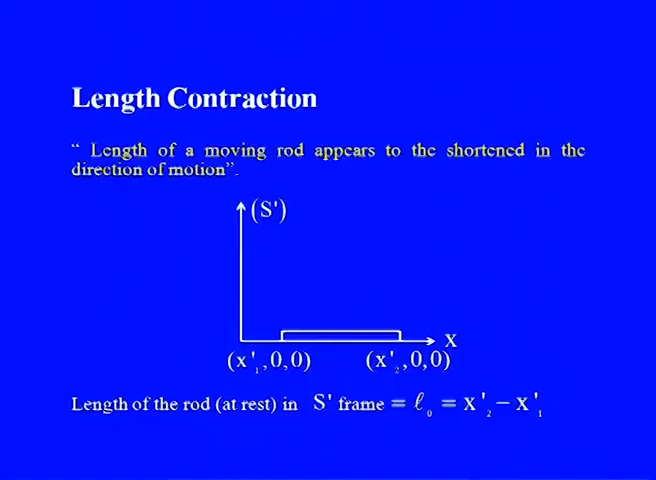 Length Contraction
“ Length of a moving rod appears to the shortened in the
direction of motion”.
(S')
X
(x'₁,0,0) (x'₂,0,0)
Length of the rod (at rest) in S' frame = ℓ₀ = x'₂ – x'₁